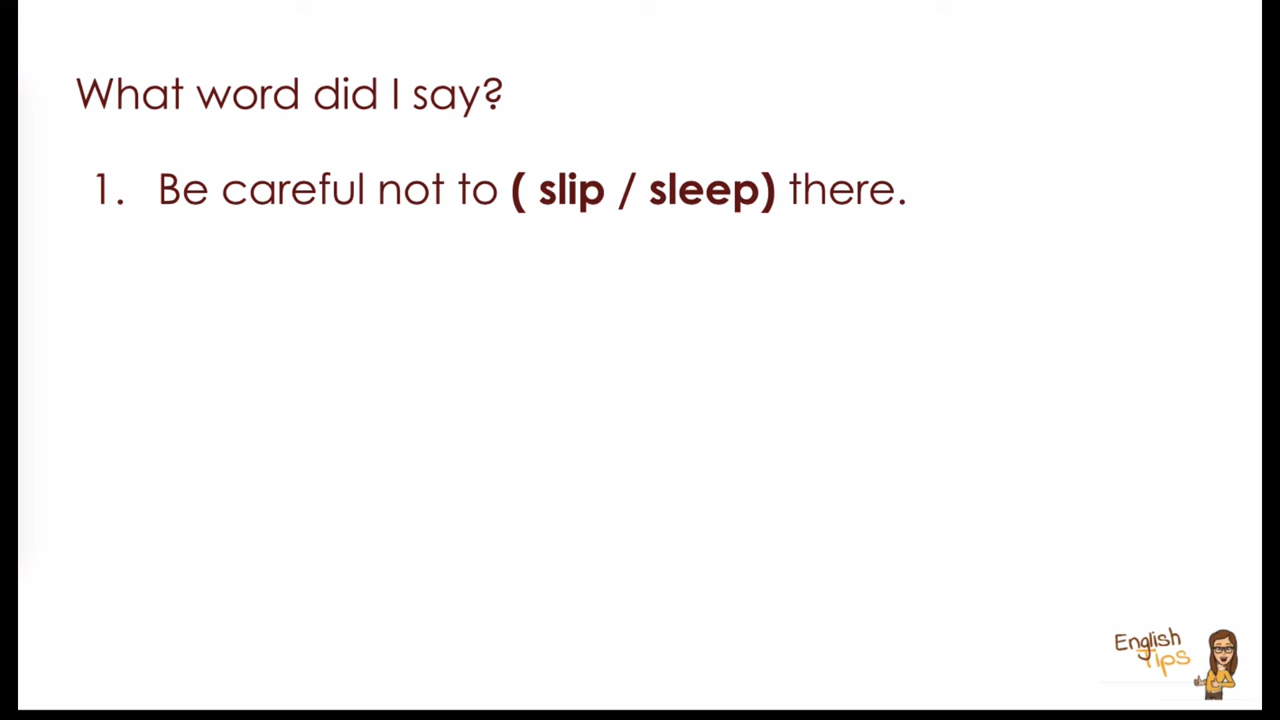 What word did I say?
1. Be careful not to ( slip / sleep) there.
English
Tips